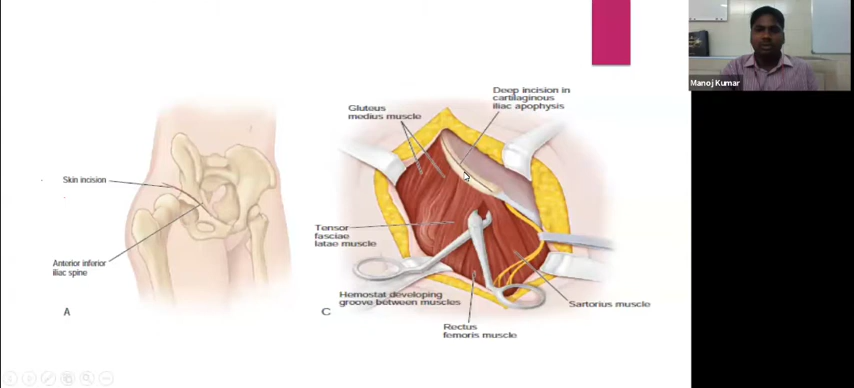 Manoj Kumar
Deep incision in
cartilaginous
iliac apophysis
Gluteus
medius muscle
Skin incision
Anterior inferior
iliac spine
A
Tensor
fasciae
latae muscle
Hemostat developing
groove between muscles
C
Sartorius muscle
Rectus
femoris muscle